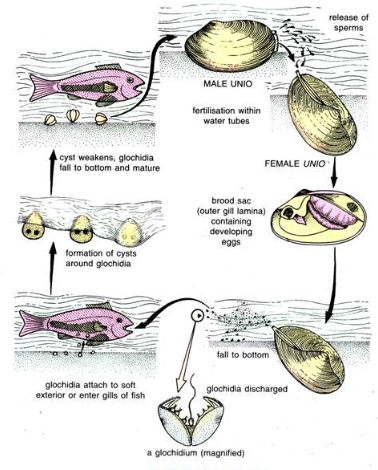 release of
sperms
MALE UNIO
fertilisation within
water tubes
FEMALE UNIO
cyst weakens, glochidia
fall to bottom and mature
brood sac
(outer gill lamina)
containing
developing
eggs
formation of cysts
around glochidia
fall to bottom
glochidia attach to soft
exterior or enter gills of fish
glochidia discharged
a glochidium (magnified)